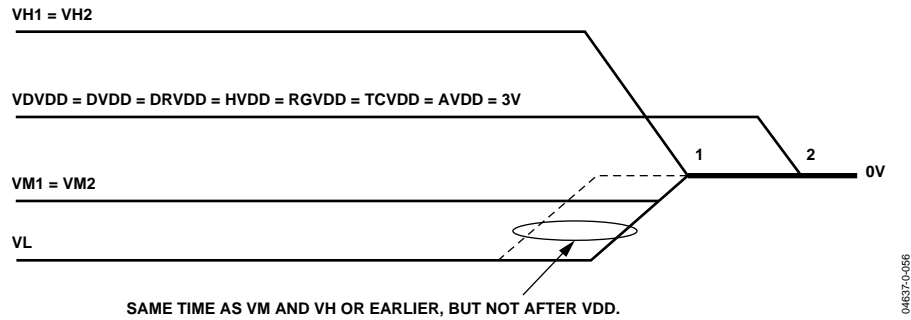 VH1 = VH2
VDVDD = DVDD = DRVDD = HVDD = RGVDD = TCVDD = AVDD = 3V
1
2
0V
VM1 = VM2
VL
SAME TIME AS VM AND VH OR EARLIER, BUT NOT AFTER VDD.
04637-0-056